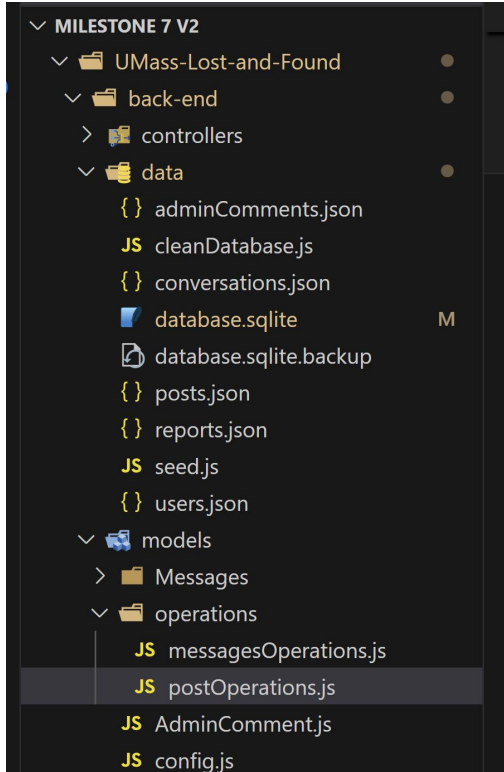 MILESTONE 7 V2
UMass-Lost-and-Found
back-end
controllers
data
{} adminComments.json
JS cleanDatabase.js
{} conversations.json
database.sqlite M
database.sqlite.backup
{} posts.json
{} reports.json
JS seed.js
{} users.json
models
Messages
operations
JS messagesOperations.js
JS postOperations.js
JS AdminComment.js
JS config.js